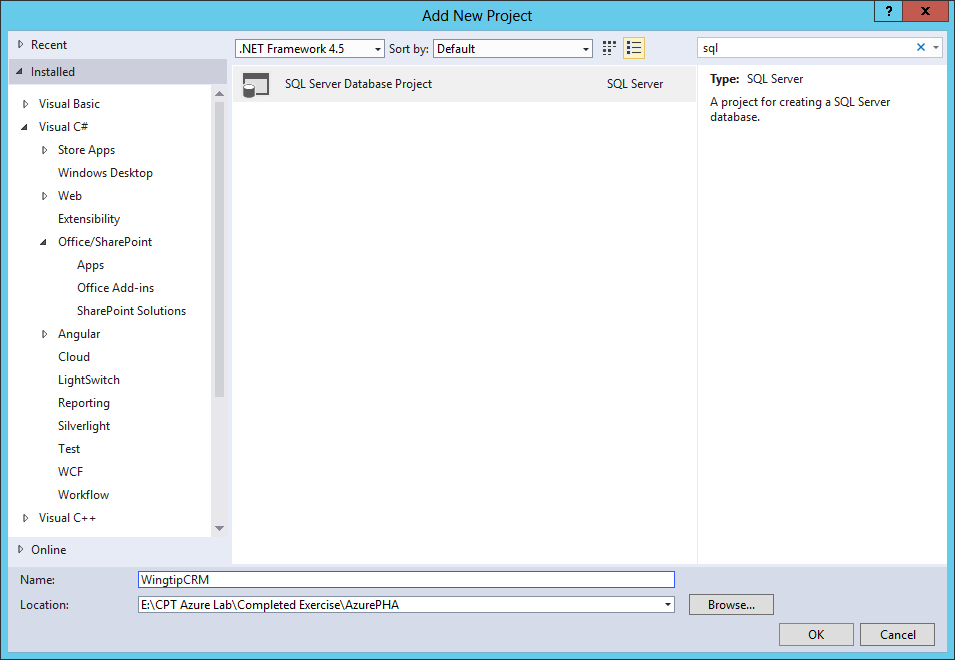 Add New Project
?
x
Recent
Installed
Visual Basic
Visual C#
Store Apps
Windows Desktop
Web
Extensibility
Office/SharePoint
Apps
Office Add-ins
SharePoint Solutions
Angular
Cloud
LightSwitch
Reporting
Silverlight
Test
WCF
Workflow
Visual C++
Online
.NET Framework 4.5
Sort by:
Default
SQL Server Database Project
SQL Server
sql
Type: SQL Server
A project for creating a SQL Server
database.
Name:
WingtipCRM
Location:
E:\CPT Azure Lab\Completed Exercise\AzurePHA
Browse...
OK
Cancel